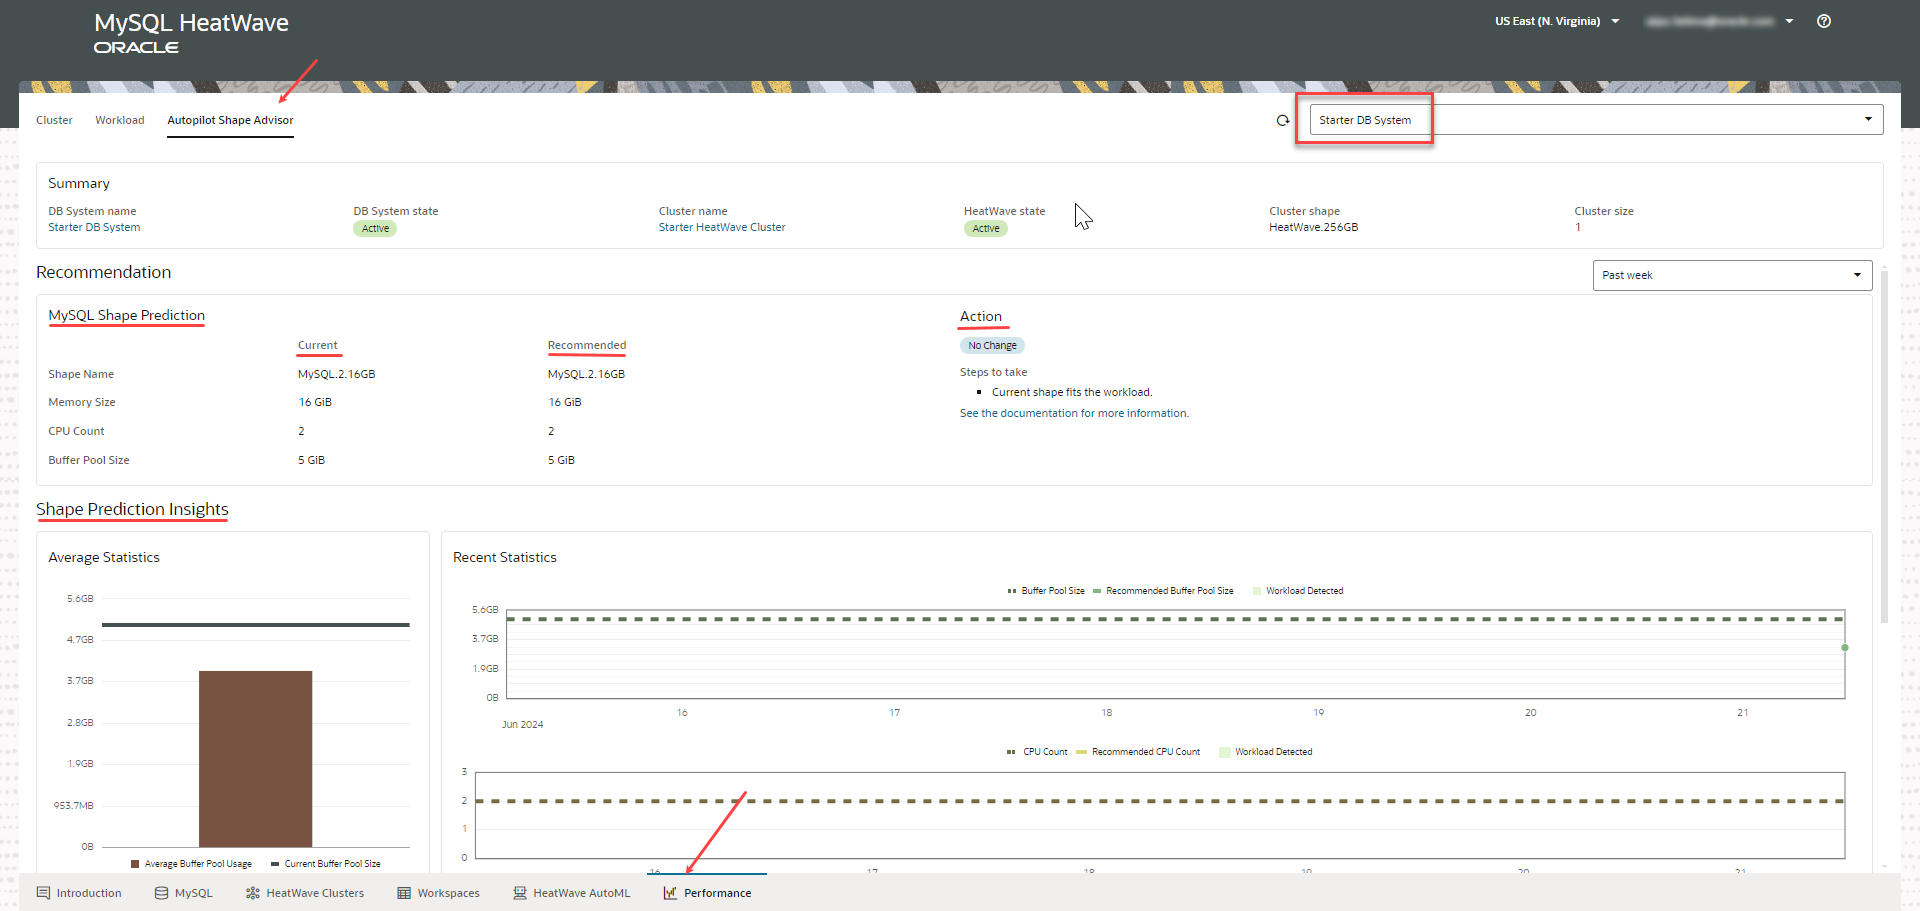 MySQL HeatWave
ORACLE
US East (N. Virginia)
Cluster Workload Autopilot Shape Advisor
Starter DB System
Summary
DB System name DB System state Cluster name HeatWave state Cluster shape Cluster size
Starter DB System Active Starter HeatWave Cluster Active HeatWave.256GB 1
Recommendation
Past week
MySQL Shape Prediction
Action
Current Recommended
No Change
Shape Name MySQL.2.16GB MySQL.2.16GB
Steps to take
Current shape fits the workload.
Memory Size 16 GiB 16 GiB
See the documentation for more information.
CPU Count 2 2
Buffer Pool Size 5 GiB 5 GiB
Shape Prediction Insights
Average Statistics
5.6GB
4.7GB
3.7GB
2.8GB
1.9GB
953.7MB
0B
Average Buffer Pool Usage Current Buffer Pool Size
Recent Statistics
Buffer Pool Size Recommended Buffer Pool Size Workload Detected
5.6GB
3.7GB
1.9GB
0B
16 17 18 19 20 21
Jun 2024
CPU Count Recommended CPU Count Workload Detected
3
2
1
0
16 17 18 19 20 21
Introduction MySQL HeatWave Clusters Workspaces HeatWave AutoML Performance